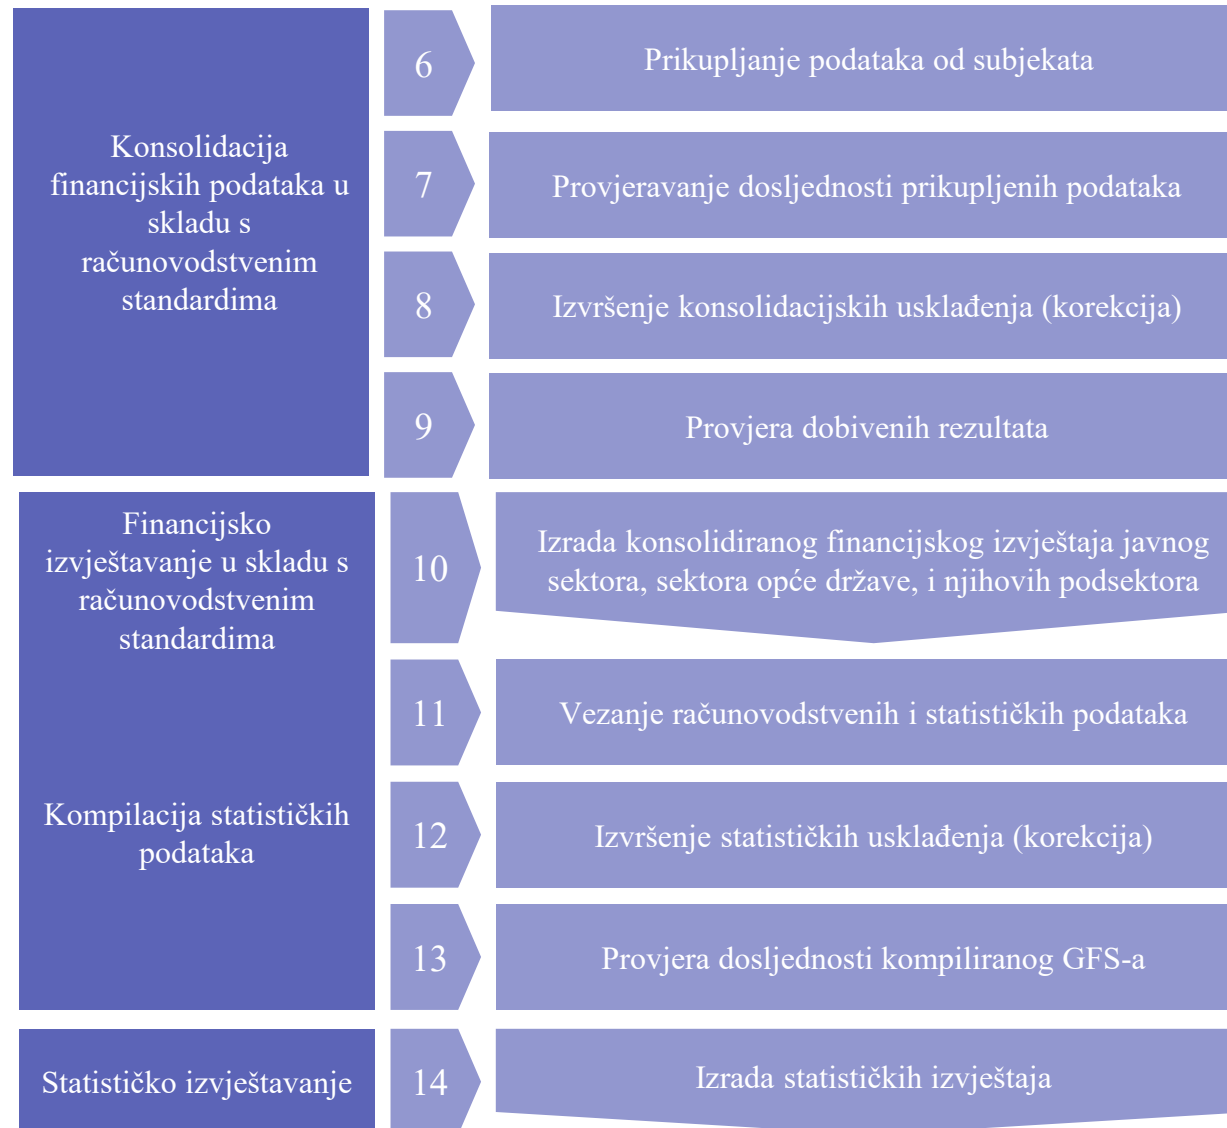 Konsolidacija
financijskih podataka u
skladu s
računovodstvenim
standardima
6
Prikupljanje podataka od subjekata
7
Provjeravanje dosljednosti prikupljenih podataka
8
Izvršenje konsolidacijskih usklađenja (korekcija)
9
Provjera dobivenih rezultata
Financijsko
izvještavanje u skladu s
računovodstvenim
standardima
10
Izrada konsolidiranog financijskog izvještaja javnog
sektora, sektora opće države, i njihovih podsektora
Kompilacija statističkih
podataka
11
Vezanje računovodstvenih i statističkih podataka
12
Izvršenje statističkih usklađenja (korekcija)
13
Provjera dosljednosti kompiliranog GFS-a
Statističko izvještavanje
14
Izrada statističkih izvještaja